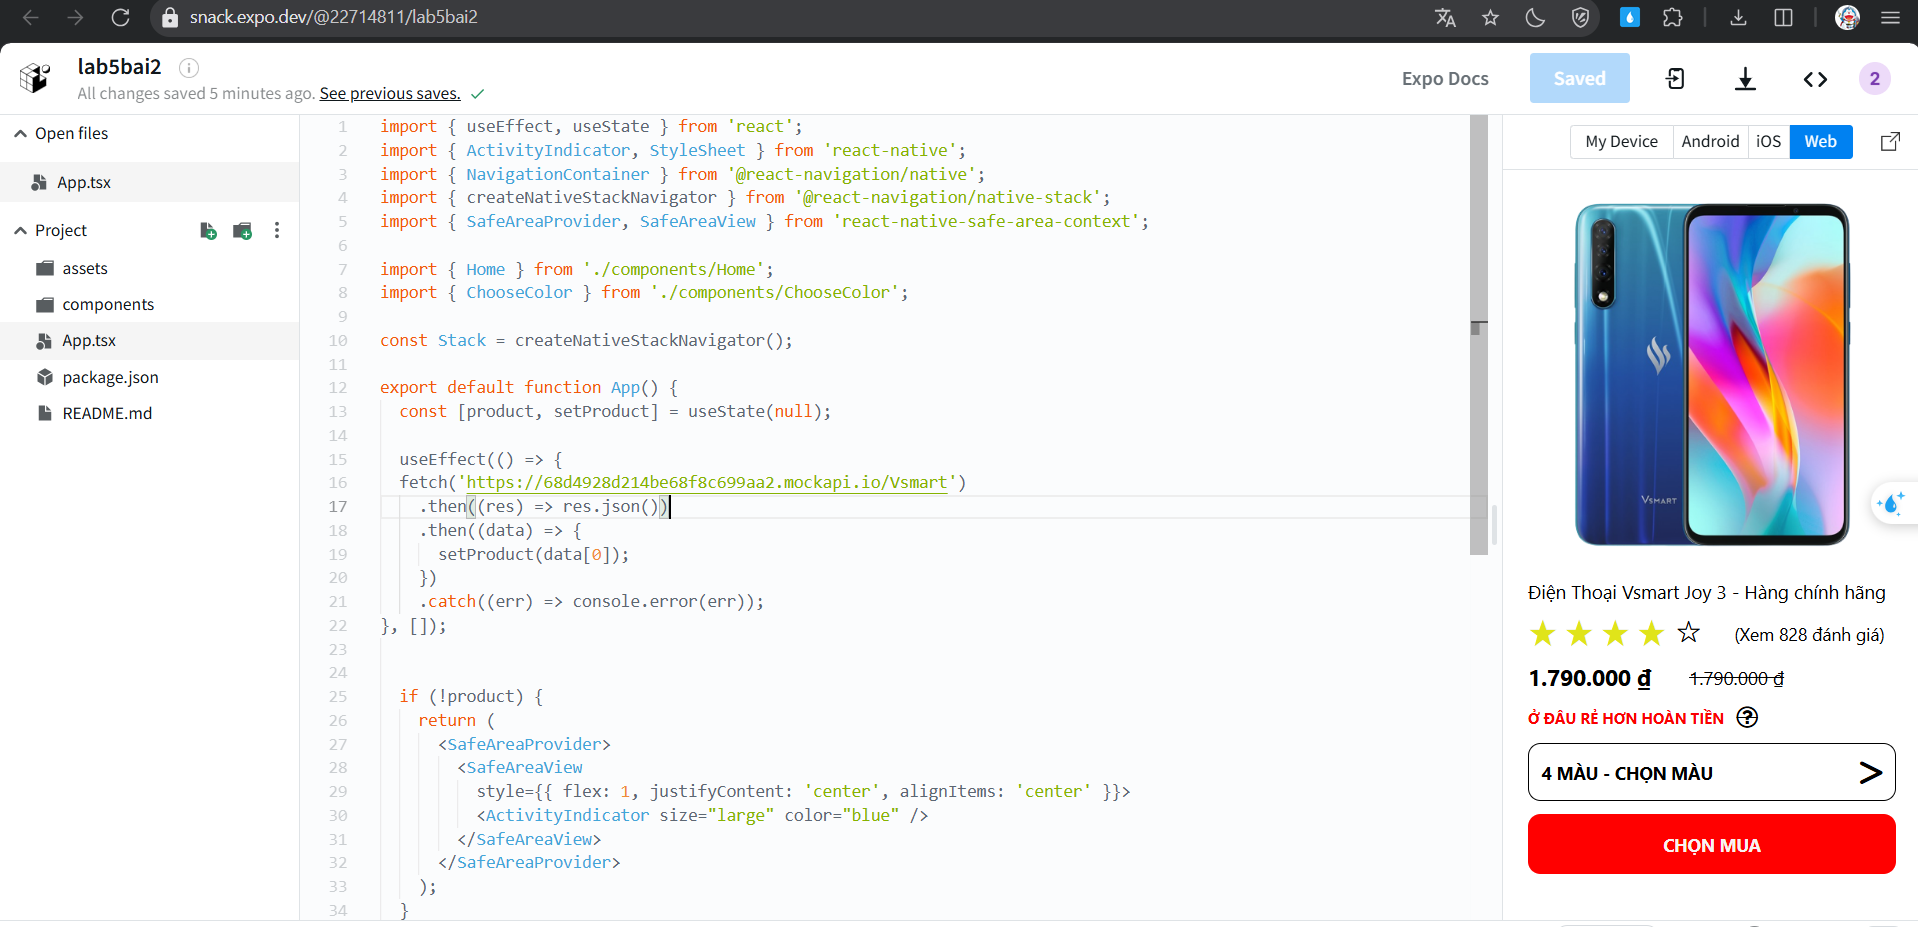 snack.expo.dev/@22714811/lab5bai2
lab5bai2
All changes saved 5 minutes ago. See previous saves.
Expo Docs
Saved
2
Open files
App.tsx
Project
assets
components
App.tsx
package.json
README.md
1 import { useEffect, useState } from 'react';
2 import { ActivityIndicator, StyleSheet } from 'react-native';
3 import { NavigationContainer } from '@react-navigation/native';
4 import { createNativeStackNavigator } from '@react-navigation/native-stack';
5 import { SafeAreaProvider, SafeAreaView } from 'react-native-safe-area-context';
6
7 import { Home } from './components/Home';
8 import { ChooseColor } from './components/ChooseColor';
9
10 const Stack = createNativeStackNavigator();
11
12 export default function App() {
13 const [product, setProduct] = useState(null);
14
15 useEffect(() => {
16 fetch('https://68d4928d214be68f8c699aa2.mockapi.io/Vsmart')
17 .then((res) => res.json())
18 .then((data) => {
19 setProduct(data[0]);
20 })
21 .catch((err) => console.error(err));
22 }, []);
23
24
25 if (!product) {
26 return (
27 <SafeAreaProvider>
28 <SafeAreaView
29 style={{ flex: 1, justifyContent: 'center', alignItems: 'center' }}>
30 <ActivityIndicator size="large" color="blue" />
31 </SafeAreaView>
32 </SafeAreaProvider>
33 );
34 }
My Device
Android
iOS
Web
VSMART
Điện Thoại Vsmart Joy 3 - Hàng chính hãng
(Xem 828 đánh giá)
1.790.000 ₫
1.790.000 ₫
Ở ĐÂU RẺ HƠN HOÀN TIỀN
4 MÀU - CHỌN MÀU
CHỌN MUA